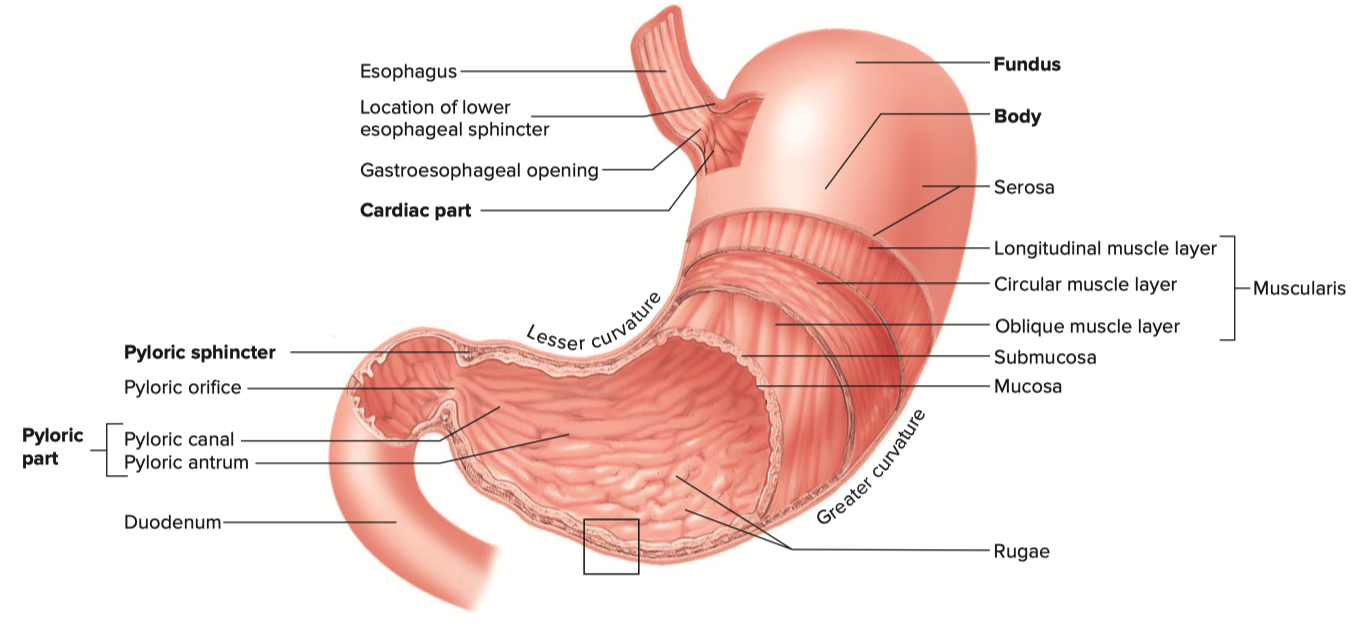 Esophagus
Location of lower
esophageal sphincter
Gastroesophageal opening
Cardiac part
Fundus
Body
Serosa
Longitudinal muscle layer
Circular muscle layer
Muscularis
Oblique muscle layer
Submucosa
Mucosa
Lesser curvature
Pyloric sphincter
Pyloric orifice
Pyloric
part
Pyloric canal
Pyloric antrum
Duodenum
Greater curvature
Rugae